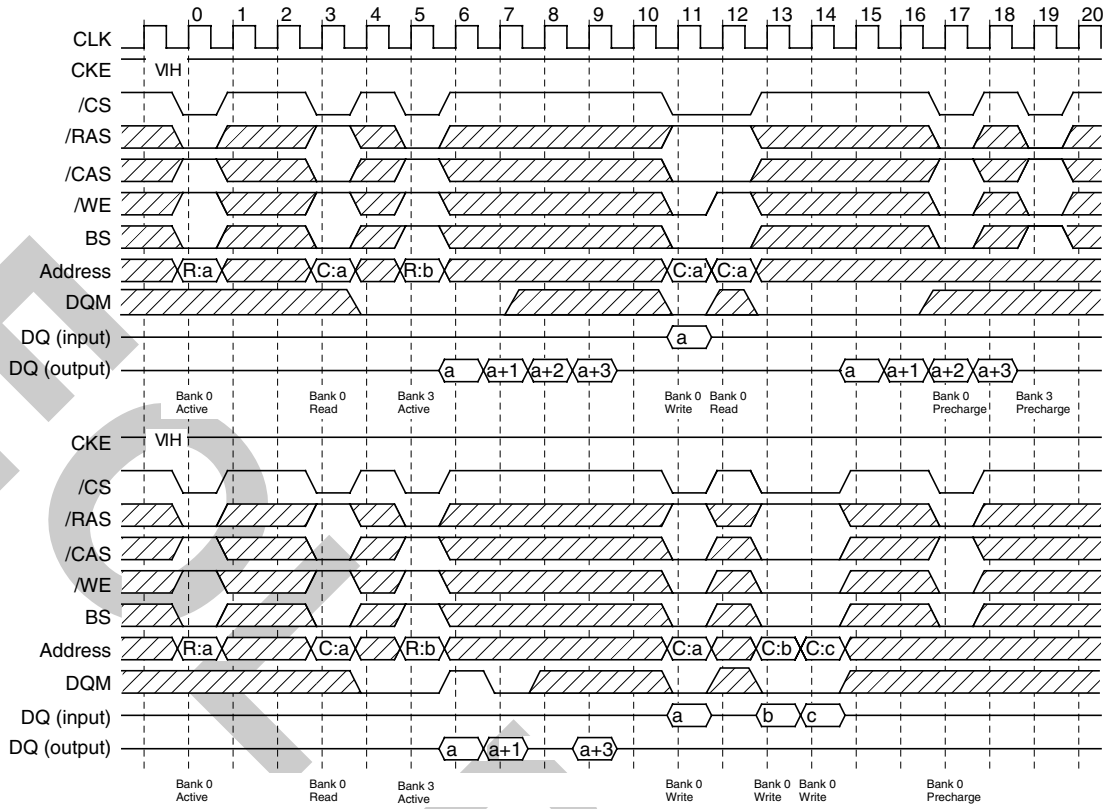 0 1 2 3 4 5 6 7 8 9 10 11 12 13 14 15 16 17 18 19 20
CLK
CKE VIH
/CS
/RAS
/CAS
/WE
BS
Address R:a C:a R:b C:a' C:a
DQM
DQ (input) a
DQ (output) a a+1 a+2 a+3 a a+1 a+2 a+3
Bank 0 Bank 0 Bank 3 Bank 0 Bank 0 Bank 0 Bank 3
Active Read Active Write Read Precharge Precharge
CKE VIH
/CS
/RAS
/CAS
/WE
BS
Address R:a C:a R:b C:a C:b C:c
DQM
DQ (input) a b c
DQ (output) a a+1 a+3
Bank 0 Bank 0 Bank 3 Bank 0 Bank 0 Bank 0 Bank 0
Active Read Active Write Write Write Precharge